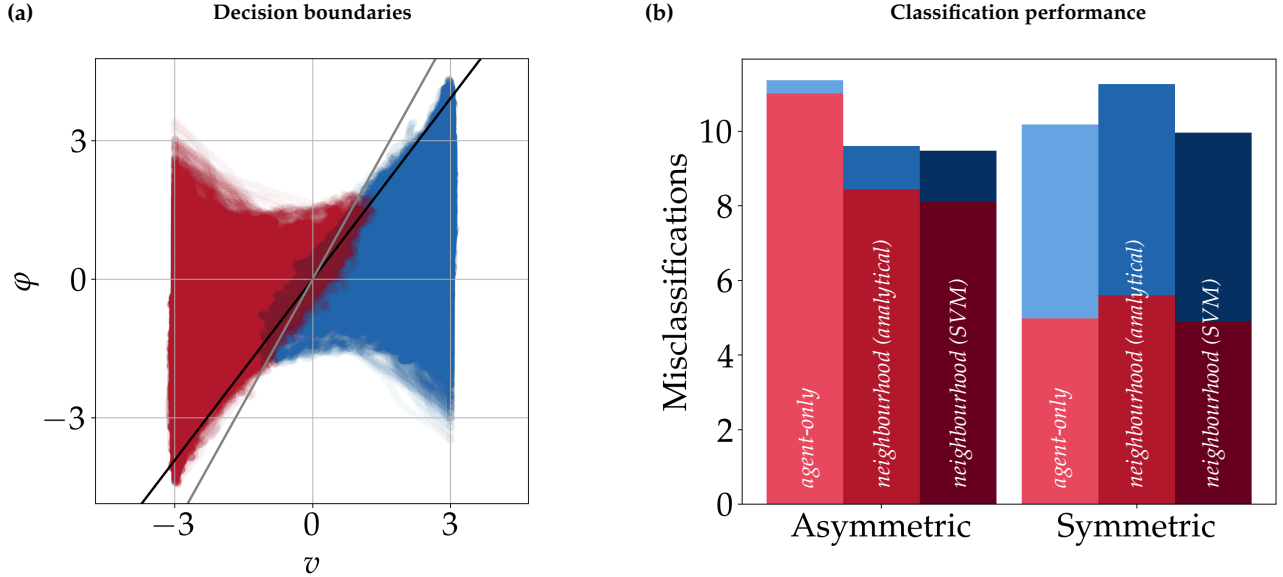 (a)
Decision boundaries
3
0
−3
φ
−3
0
3
v
(b)
Classification performance
10
8
6
4
2
0
Misclassifications
agent-only
neighbourhood (analytical)
neighbourhood (SVM)
agent-only
neighbourhood (analytical)
neighbourhood (SVM)
Asymmetric
Symmetric